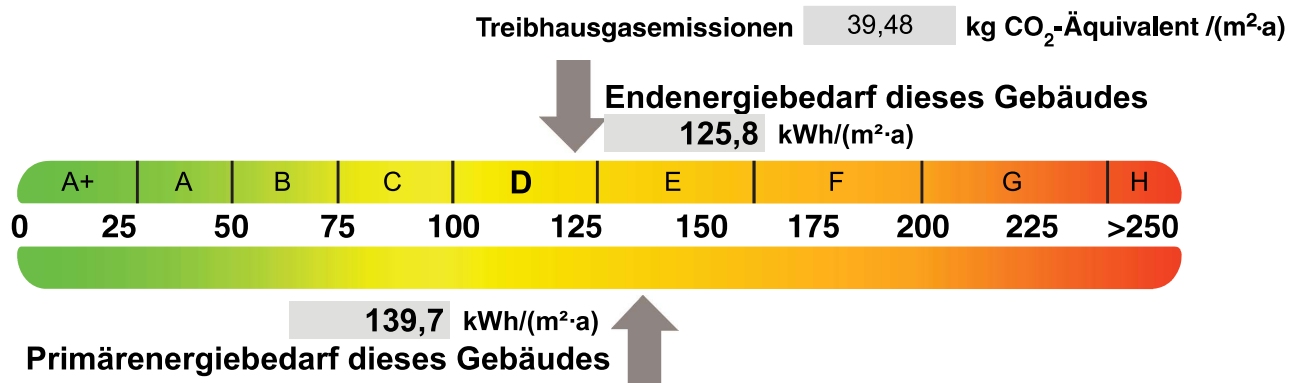 Treibhausgasemissionen 39,48 kg CO₂-Äquivalent /(m²·a)
Endenergiebedarf dieses Gebäudes
125,8 kWh/(m²·a)
A+ A B C D E F G H
0 25 50 75 100 125 150 175 200 225 >250
139,7 kWh/(m²·a)
Primärenergiebedarf dieses Gebäudes